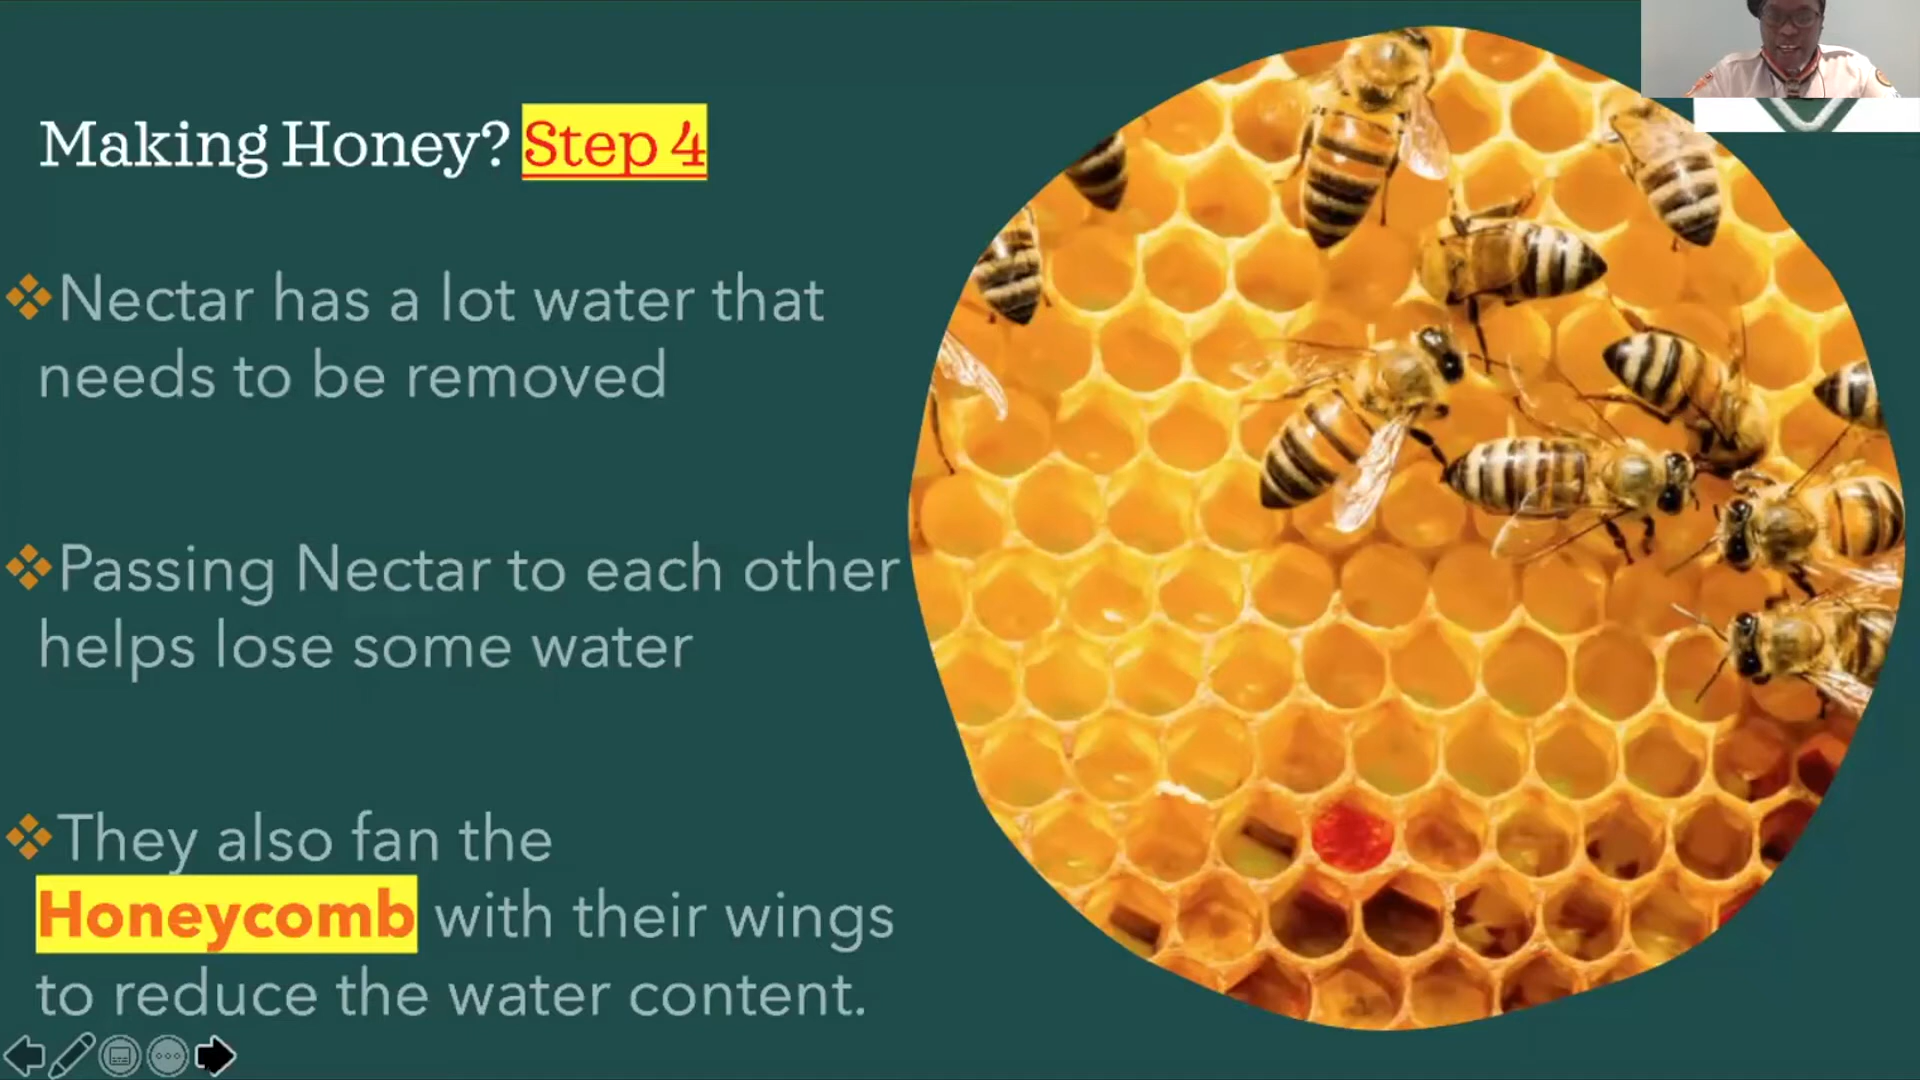 Making Honey? Step 4
Nectar has a lot water that
needs to be removed
Passing Nectar to each other
helps lose some water
They also fan the
Honeycomb with their wings
to reduce the water content.